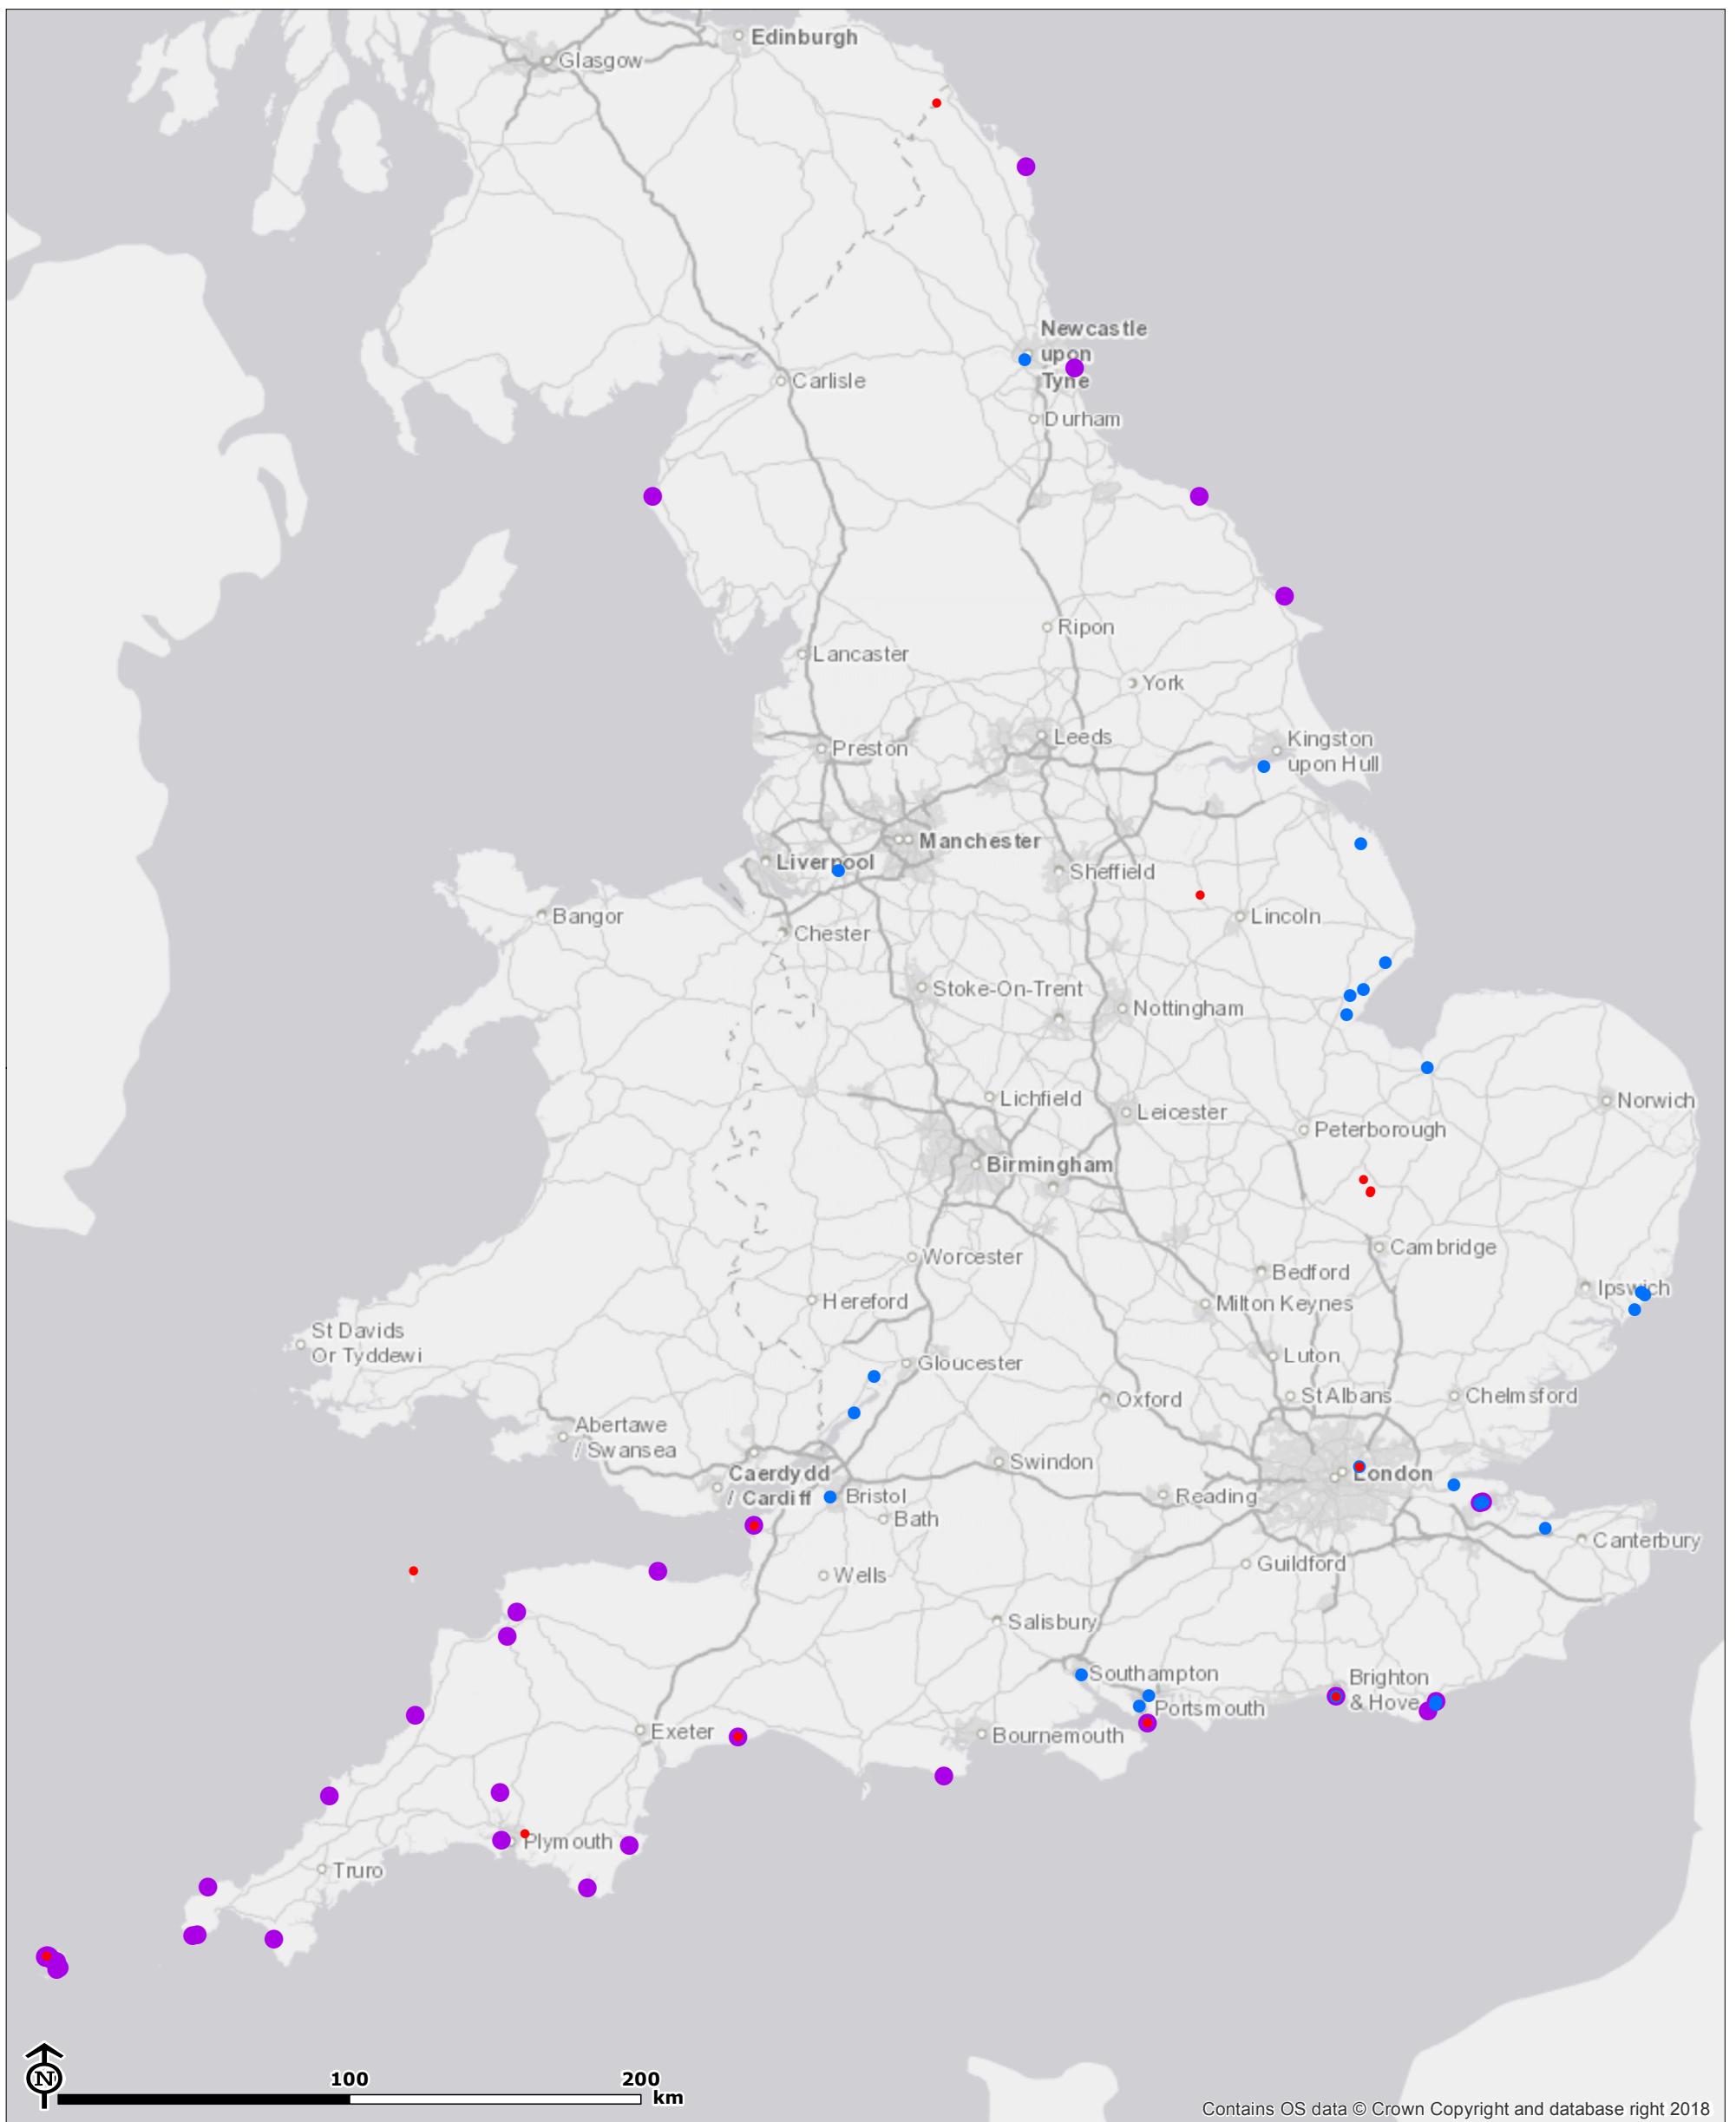 Edinburgh
Glasgow
Newcastle
upon
Tyne
Carlisle
Durham
Ripon
Lancaster
York
Leeds
Kingston
upon Hull
Preston
Manchester
Liverpool
Sheffield
Bangor
Lincoln
Chester
Stoke-On-Trent
Nottingham
Lichfield
Norwich
Leicester
Peterborough
Birmingham
Cambridge
Worcester
Bedford
Ipswich
Hereford
Milton Keynes
St Davids
Or Tyddewi
Luton
Gloucester
St Albans
Chelmsford
Oxford
Abertawe
/ Swansea
Swindon
Caerdydd
/ Cardiff
London
Bristol
Reading
Bath
Canterbury
Guildford
Wells
Salisbury
Southampton
Brighton
& Hove
Portsmouth
Exeter
Bournemouth
Plymouth
Truro
N
100
200
km
Contains OS data © Crown Copyright and database right 2018